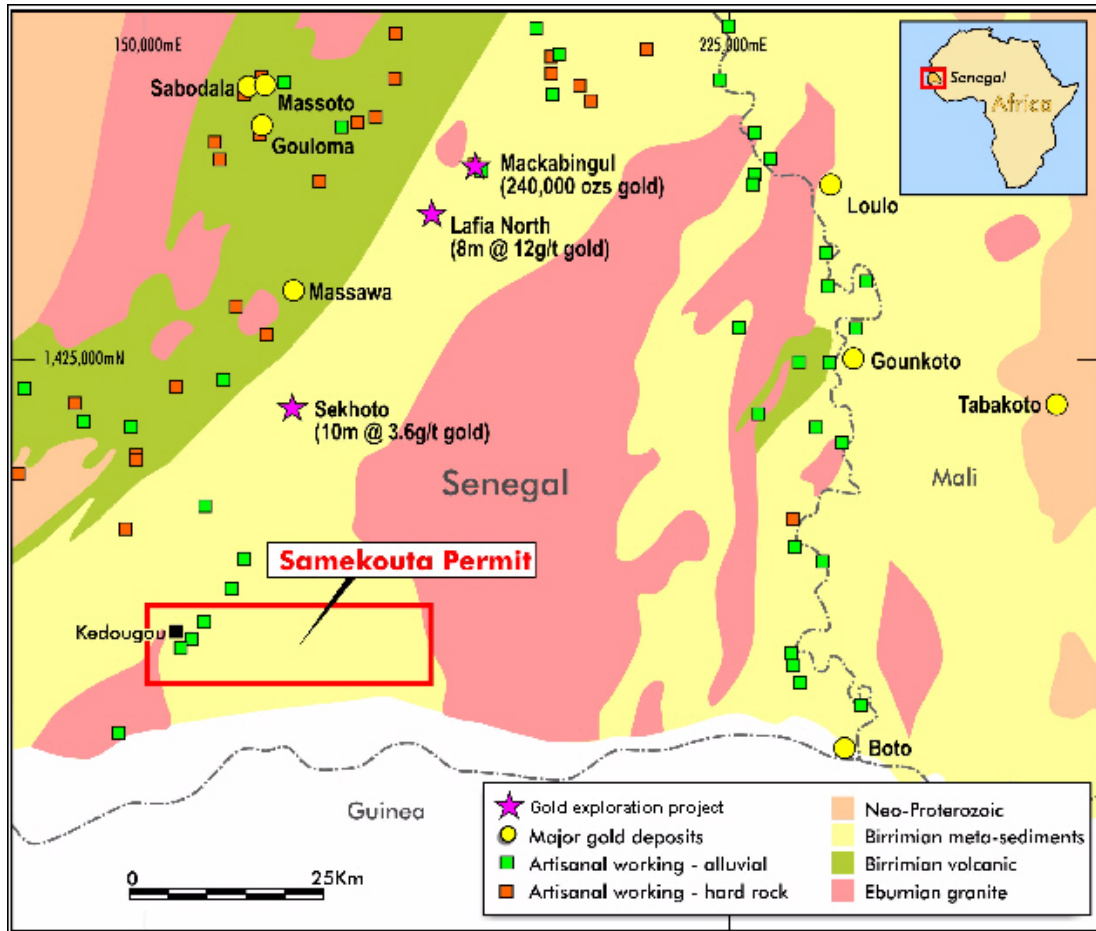 150,000mE
225,000mE
Senegal
Africa
Sabodala
Massoto
Gouloma
Mackabingul
(240,000 ozs gold)
Loulo
Lafia North
(8m @ 12g/t gold)
Massawa
1,425,000mN
Gounkoto
Sekhoto
(10m @ 3.6g/t gold)
Tabakoto
Senegal
Mali
Samekouta Permit
Kedougou
Boto
Guinea
0
25Km
Gold exploration project
Major gold deposits
Artisanal working - alluvial
Artisanal working - hard rock
Neo-Proterozoic
Birrimian meta-sediments
Birrimian volcanic
Eburnian granite